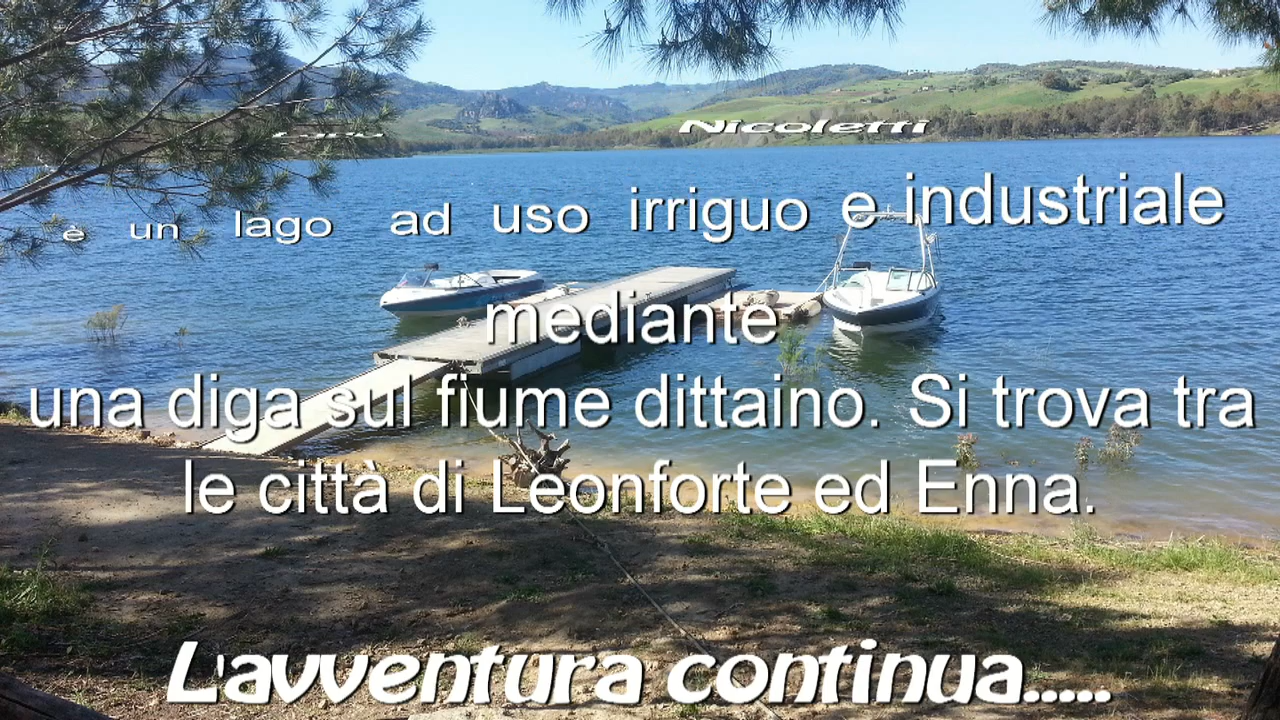 Nicoletti
è un lago ad uso irriguo e industriale
mediante
una diga sul fiume dittaino. Si trova tra
le città di Leonforte ed Enna.
L'avventura continua.....